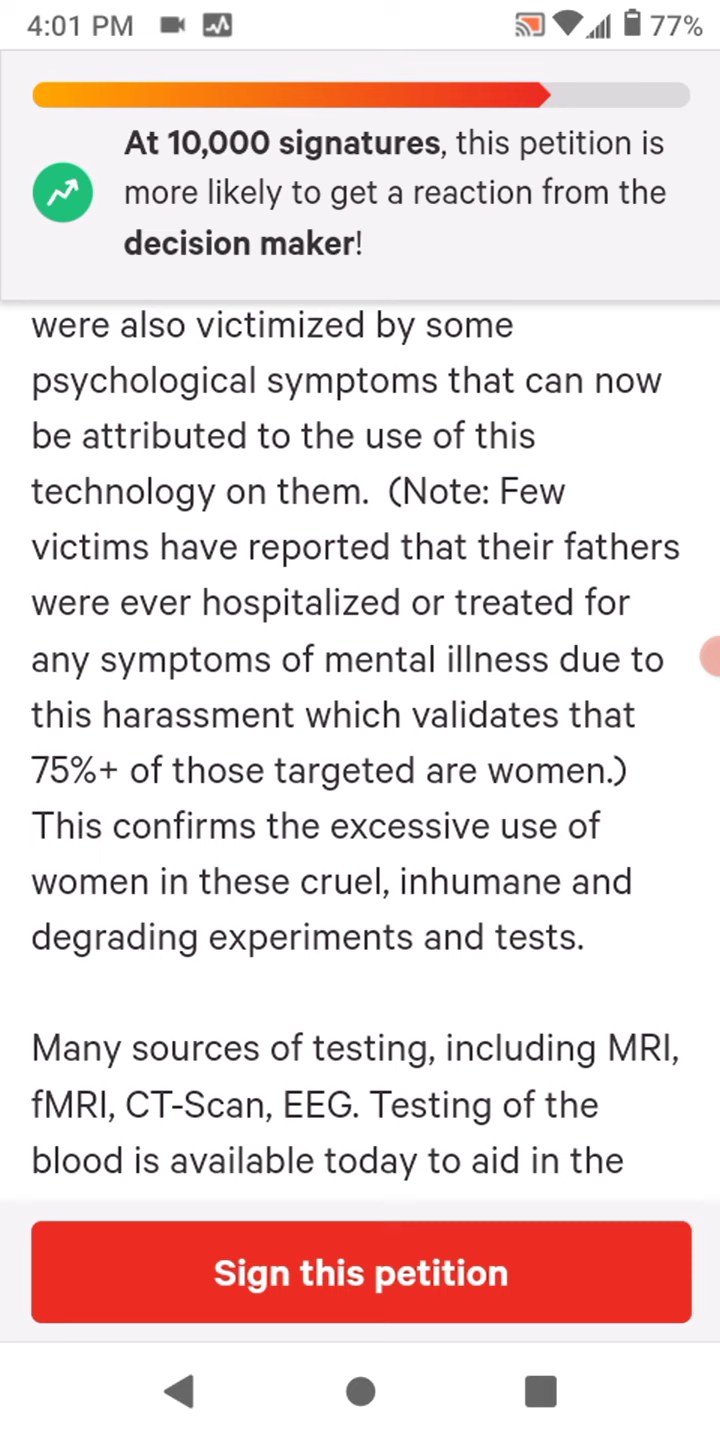 4:01 PM 77%
At 10,000 signatures, this petition is
more likely to get a reaction from the
decision maker!
were also victimized by some
psychological symptoms that can now
be attributed to the use of this
technology on them.  (Note: Few
victims have reported that their fathers
were ever hospitalized or treated for
any symptoms of mental illness due to
this harassment which validates that
75%+ of those targeted are women.)
This confirms the excessive use of
women in these cruel, inhumane and
degrading experiments and tests.
Many sources of testing, including MRI,
fMRI, CT-Scan, EEG. Testing of the
blood is available today to aid in the
Sign this petition